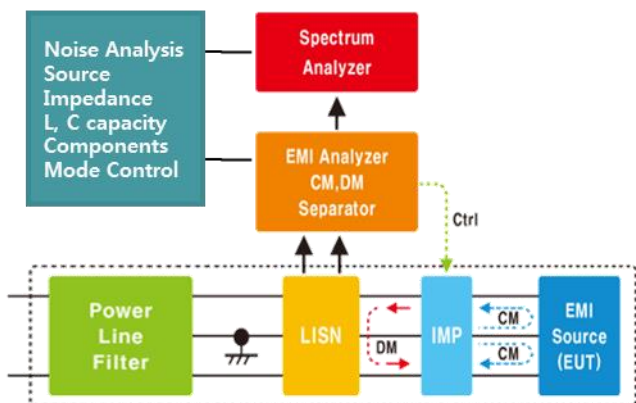 Noise Analysis
Source
Impedance
L, C capacity
Components
Mode Control
Spectrum
Analyzer
EMI Analyzer
CM,DM
Separator
Ctrl
Power
Line
Filter
LISN
DM
IMP
CM
CM
EMI
Source
(EUT)